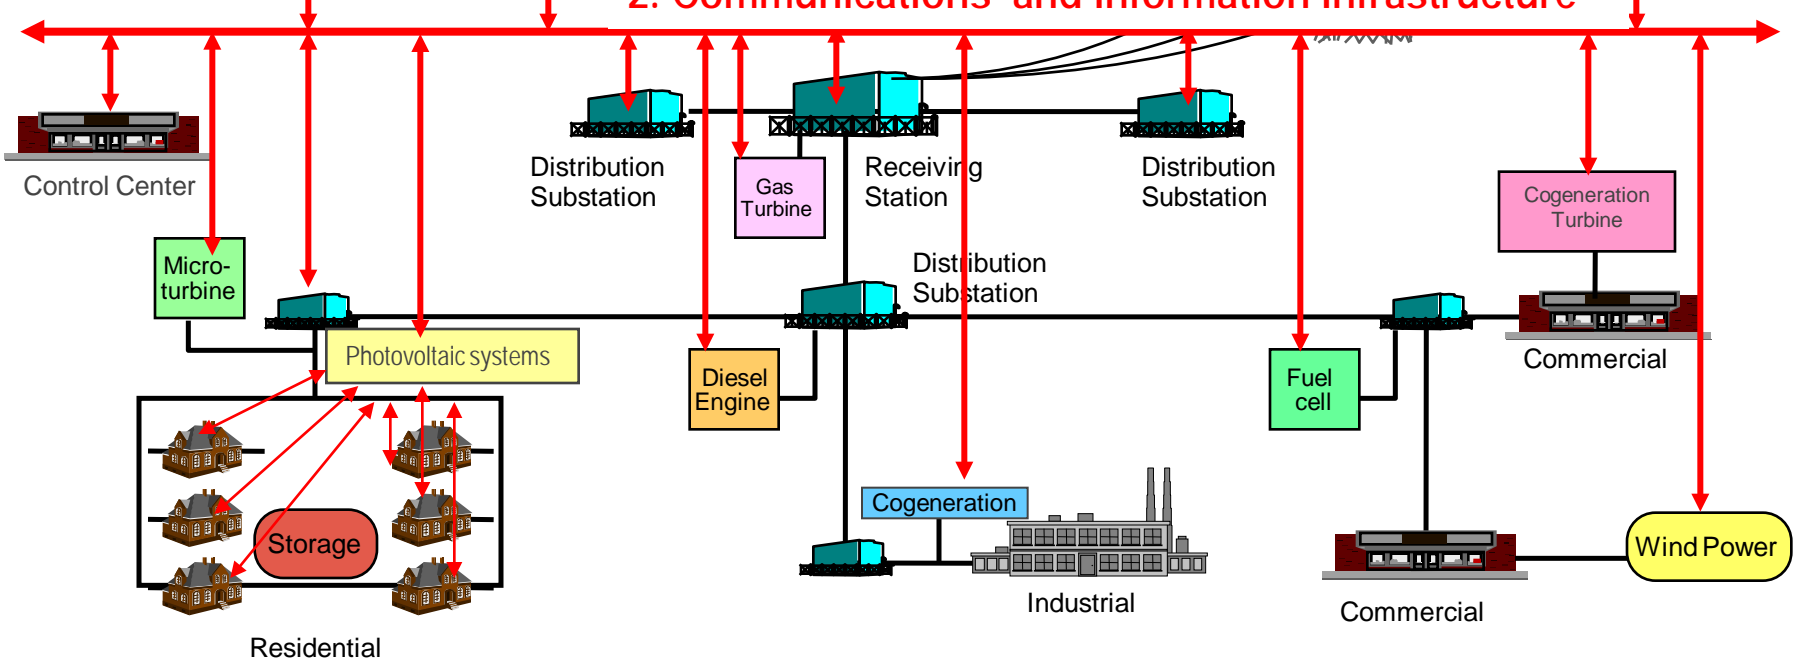 2. Communications and Information Infrastructure
Control Center
Distribution
Substation
Gas
Turbine
Receiving
Station
Distribution
Substation
Cogeneration
Turbine
Micro-
turbine
Distribution
Substation
Photovoltaic systems
Diesel
Engine
Fuel
cell
Commercial
Cogeneration
Storage
Wind Power
Industrial
Commercial
Residential